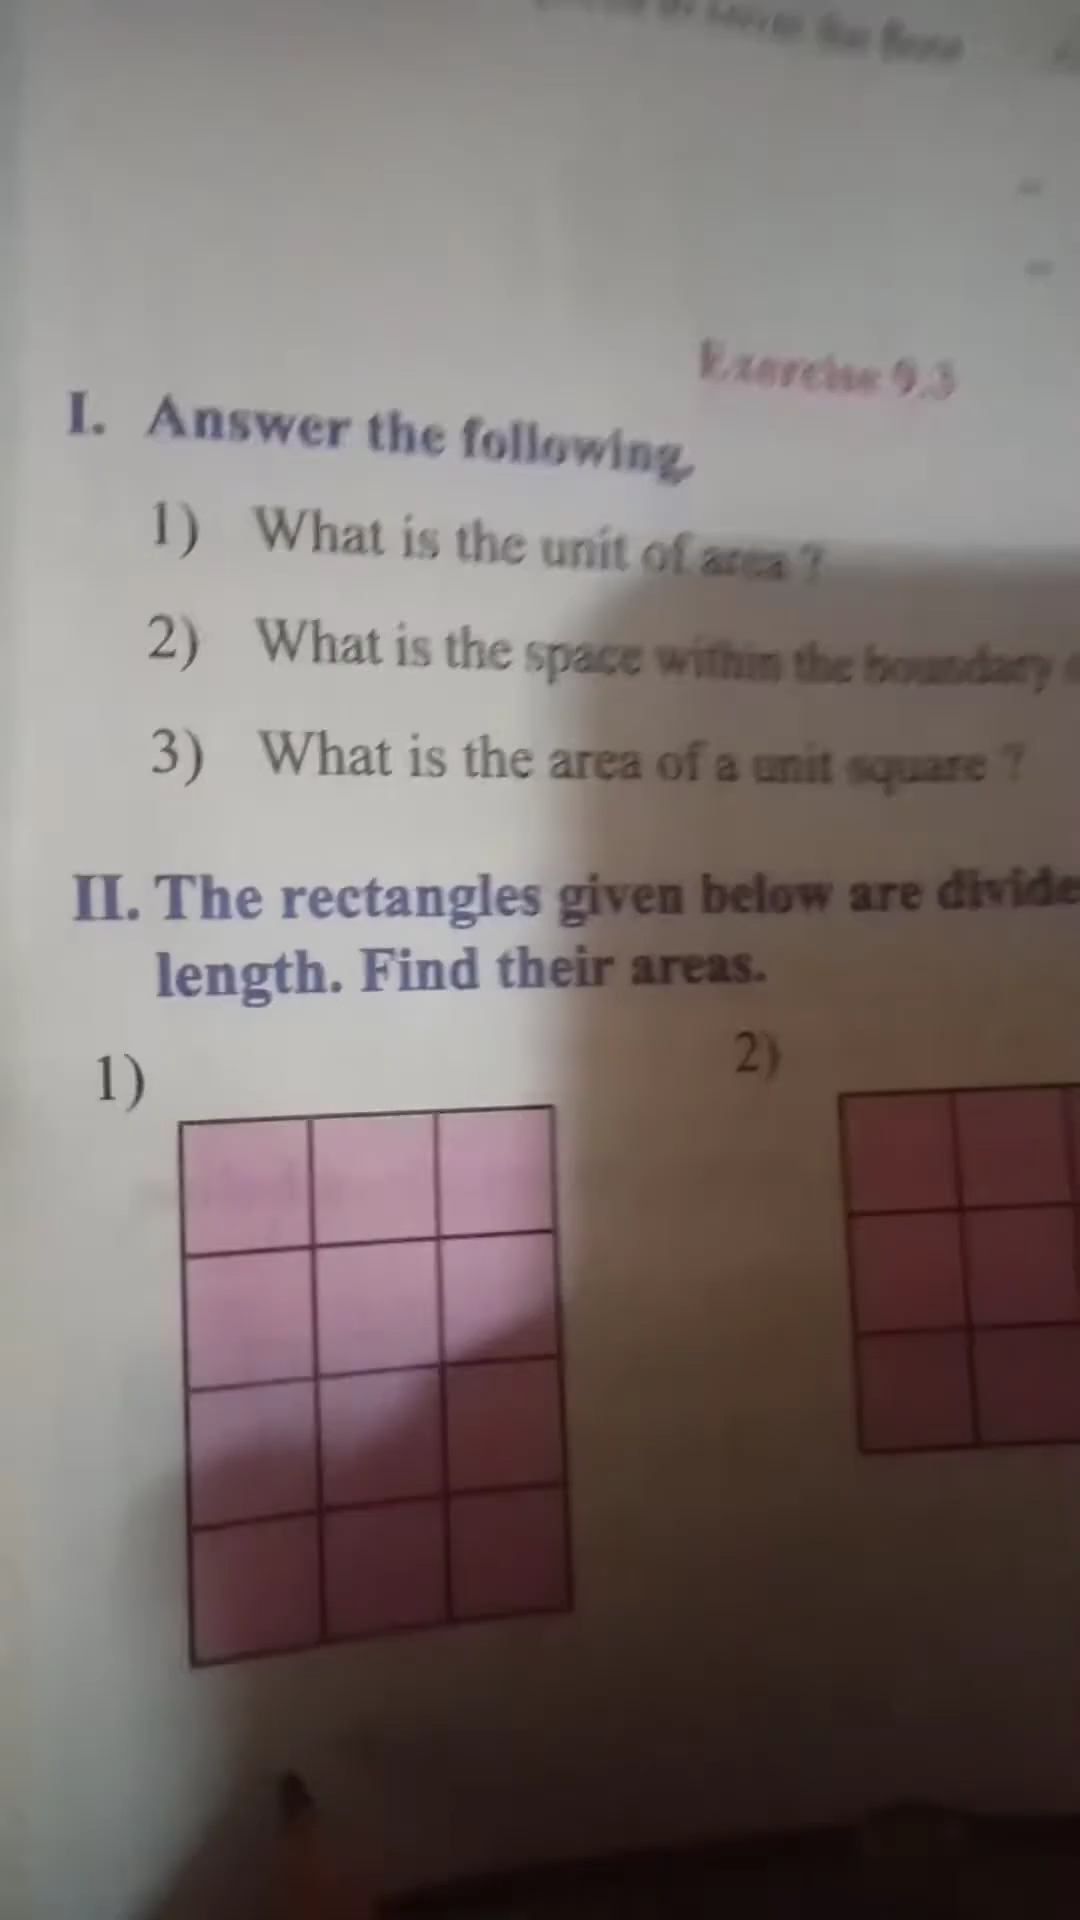 Exercise 9.3
I. Answer the following.
1) What is the unit of area ?
2) What is the space within the boundary
3) What is the area of a unit square ?
II. The rectangles given below are divide
length. Find their areas.
1)
2)